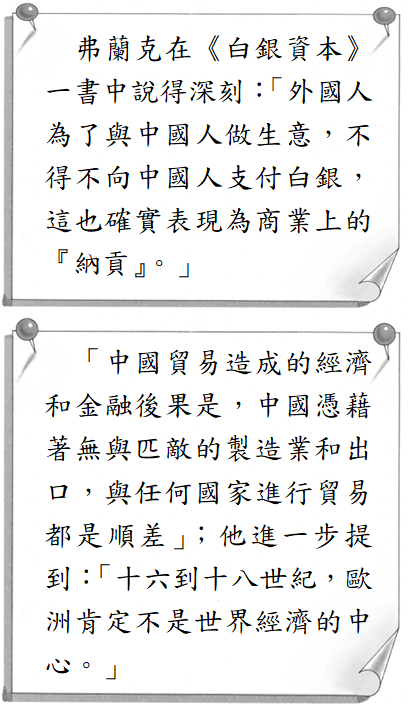 弗蘭克在《白銀資本》
一書中說得深刻：「外國人
為了與中國人做生意，不
得不向中國人支付白銀，
這也確實表現為商業上的
『納貢』。」
「中國貿易造成的經濟
和金融後果是，中國憑藉
著無與匹敵的製造業和出
口，與任何國家進行貿易
都是順差」；他進一步提
到：「十六到十八世紀，歐
洲肯定不是世界經濟的中
心。」